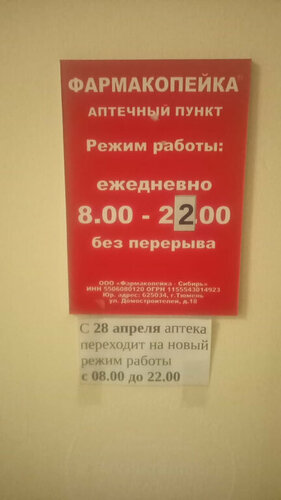 ФАРМАКОПЕЙКА
АПТЕЧНЫЙ ПУНКТ
Режим работы:
ежедневно
8.00 - 22.00
без перерыва
ООО «Фармакопейка - Сибирь»
ИНН 5506080120 ОГРН 1155543014923
Юр. адрес: 625034, г.Тюмень
ул. Домостроителей, д.18
С 28 апреля аптека
переходит на новый
режим работы
с 08.00 до 22.00